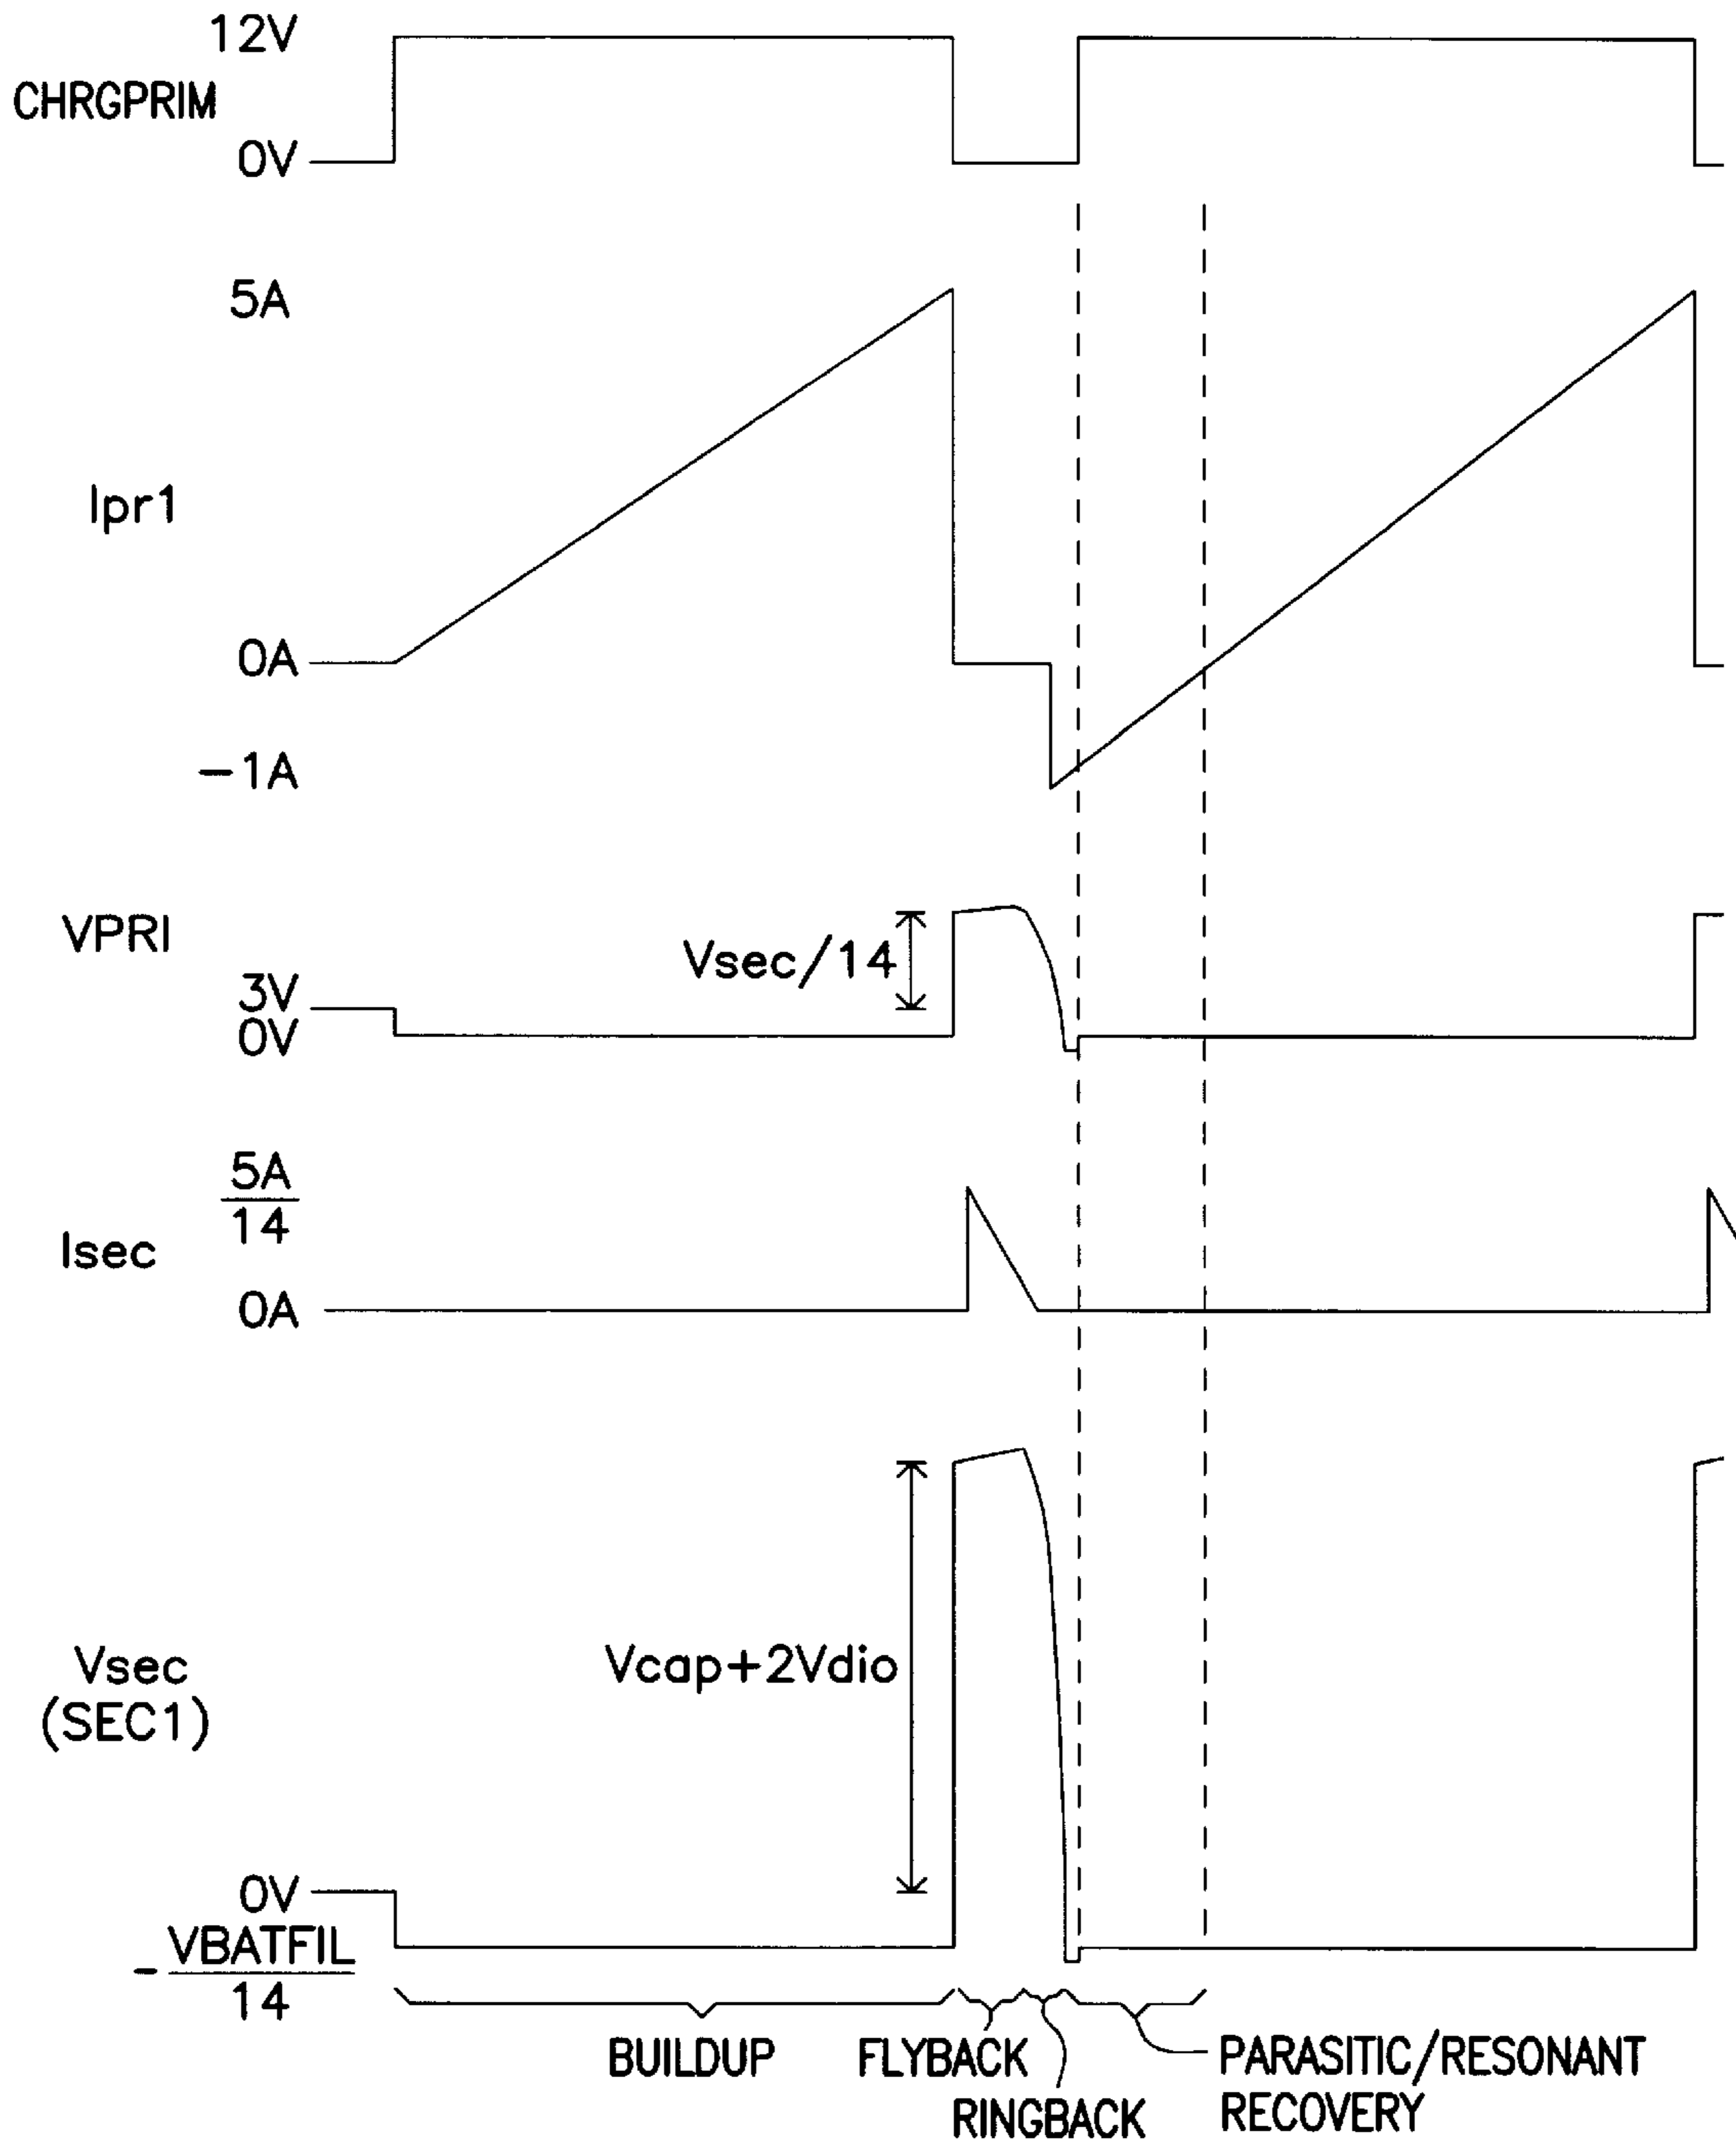 12V
CHRGPRIM
0V
5A
Ipr1
0A
-1A
VPRI
Vsec/14
3V
0V
5A
14
Isec
0A
Vcap+2Vdio
Vsec
(SEC1)
0V
-VBATFIL
14
BUILDUP
FLYBACK
RINGBACK
PARASITIC/RESONANT
RECOVERY